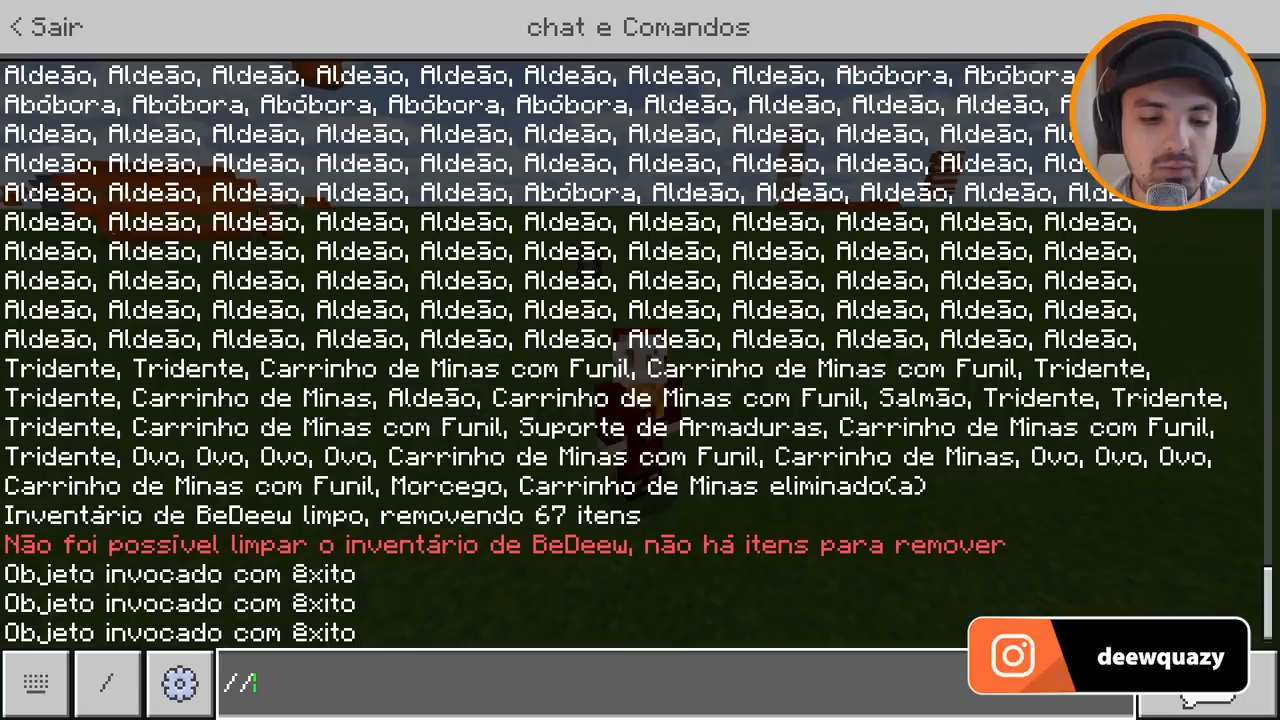 < Sair
chat e Comandos
Aldeão, Aldeão, Aldeão, Aldeão, Aldeão, Aldeão, Aldeão, Aldeão, Abóbora, Abóbora
Abóbora, Abóbora, Abóbora, Abóbora, Abóbora, Aldeão, Aldeão, Aldeão, Aldeão,
Aldeão, Aldeão, Aldeão, Aldeão, Aldeão, Aldeão, Aldeão, Aldeão, Aldeão, Aldeão,
Aldeão, Aldeão, Aldeão, Aldeão, Aldeão, Aldeão, Aldeão, Aldeão, Aldeão, Aldeão,
Aldeão, Aldeão, Aldeão, Aldeão, Aldeão, Abóbora, Aldeão, Aldeão, Aldeão, Aldeão,
Aldeão, Aldeão, Aldeão, Aldeão, Aldeão, Aldeão, Aldeão, Aldeão, Aldeão, Aldeão, Aldeão,
Aldeão, Aldeão, Aldeão, Aldeão, Aldeão, Aldeão, Aldeão, Aldeão, Aldeão, Aldeão, Aldeão,
Aldeão, Aldeão, Aldeão, Aldeão, Aldeão, Aldeão, Aldeão, Aldeão, Aldeão, Aldeão, Aldeão,
Aldeão, Aldeão, Aldeão, Aldeão, Aldeão, Aldeão, Aldeão, Aldeão, Aldeão, Aldeão, Aldeão,
Aldeão, Aldeão, Aldeão, Aldeão, Aldeão, Aldeão, Aldeão, Aldeão, Aldeão, Aldeão, Aldeão,
Tridente, Tridente, Carrinho de Minas com Funil, Carrinho de Minas com Funil, Tridente,
Tridente, Carrinho de Minas, Aldeão, Carrinho de Minas com Funil, Salmão, Tridente, Tridente,
Tridente, Carrinho de Minas com Funil, Suporte de Armaduras, Carrinho de Minas com Funil,
Tridente, Ovo, Ovo, Ovo, Ovo, Carrinho de Minas com Funil, Carrinho de Minas, Ovo, Ovo, Ovo,
Carrinho de Minas com Funil, Morcego, Carrinho de Minas eliminado(a)
Inventário de BeDeew limpo, removendo 67 itens
Não foi possível limpar o inventário de BeDeew, não há itens para remover
Objeto invocado com êxito
Objeto invocado com êxito
Objeto invocado com êxito
/
//
deewquazy